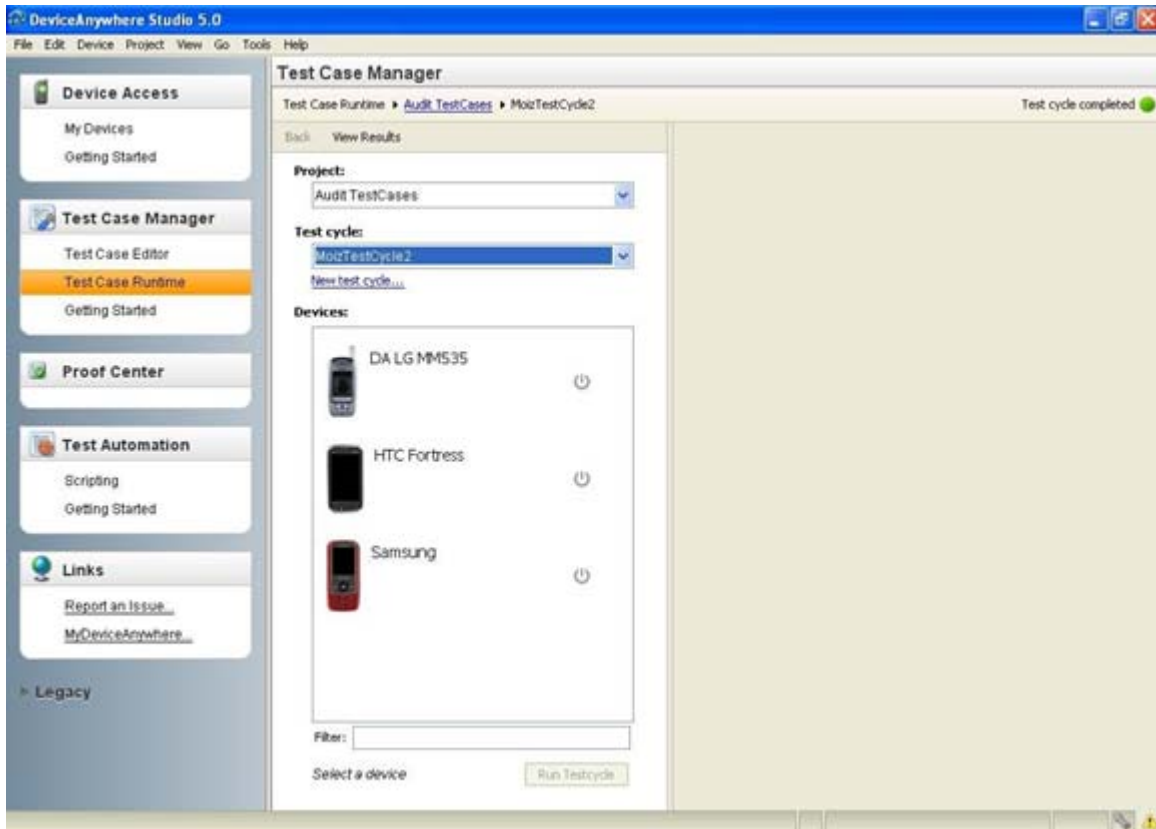 DeviceAnywhere Studio 5.0
File Edit Device Project View Go Tools Help
Device Access
My Devices
Getting Started
Test Case Manager
Test Case Editor
Test Case Runtime
Getting Started
Proof Center
Test Automation
Scripting
Getting Started
Links
Report an Issue...
MyDeviceAnywhere...
Legacy
Test Case Manager
Test Case Runtime ▸ Audit TestCases ▸ MoizTestCycle2
Test cycle completed
Back View Results
Project:
Audit TestCases
Test cycle:
MoizTestCycle2
New test cycle...
Devices:
DA LG MM535
HTC Fortress
Samsung
Filter:
Select a device
Run Testcycle